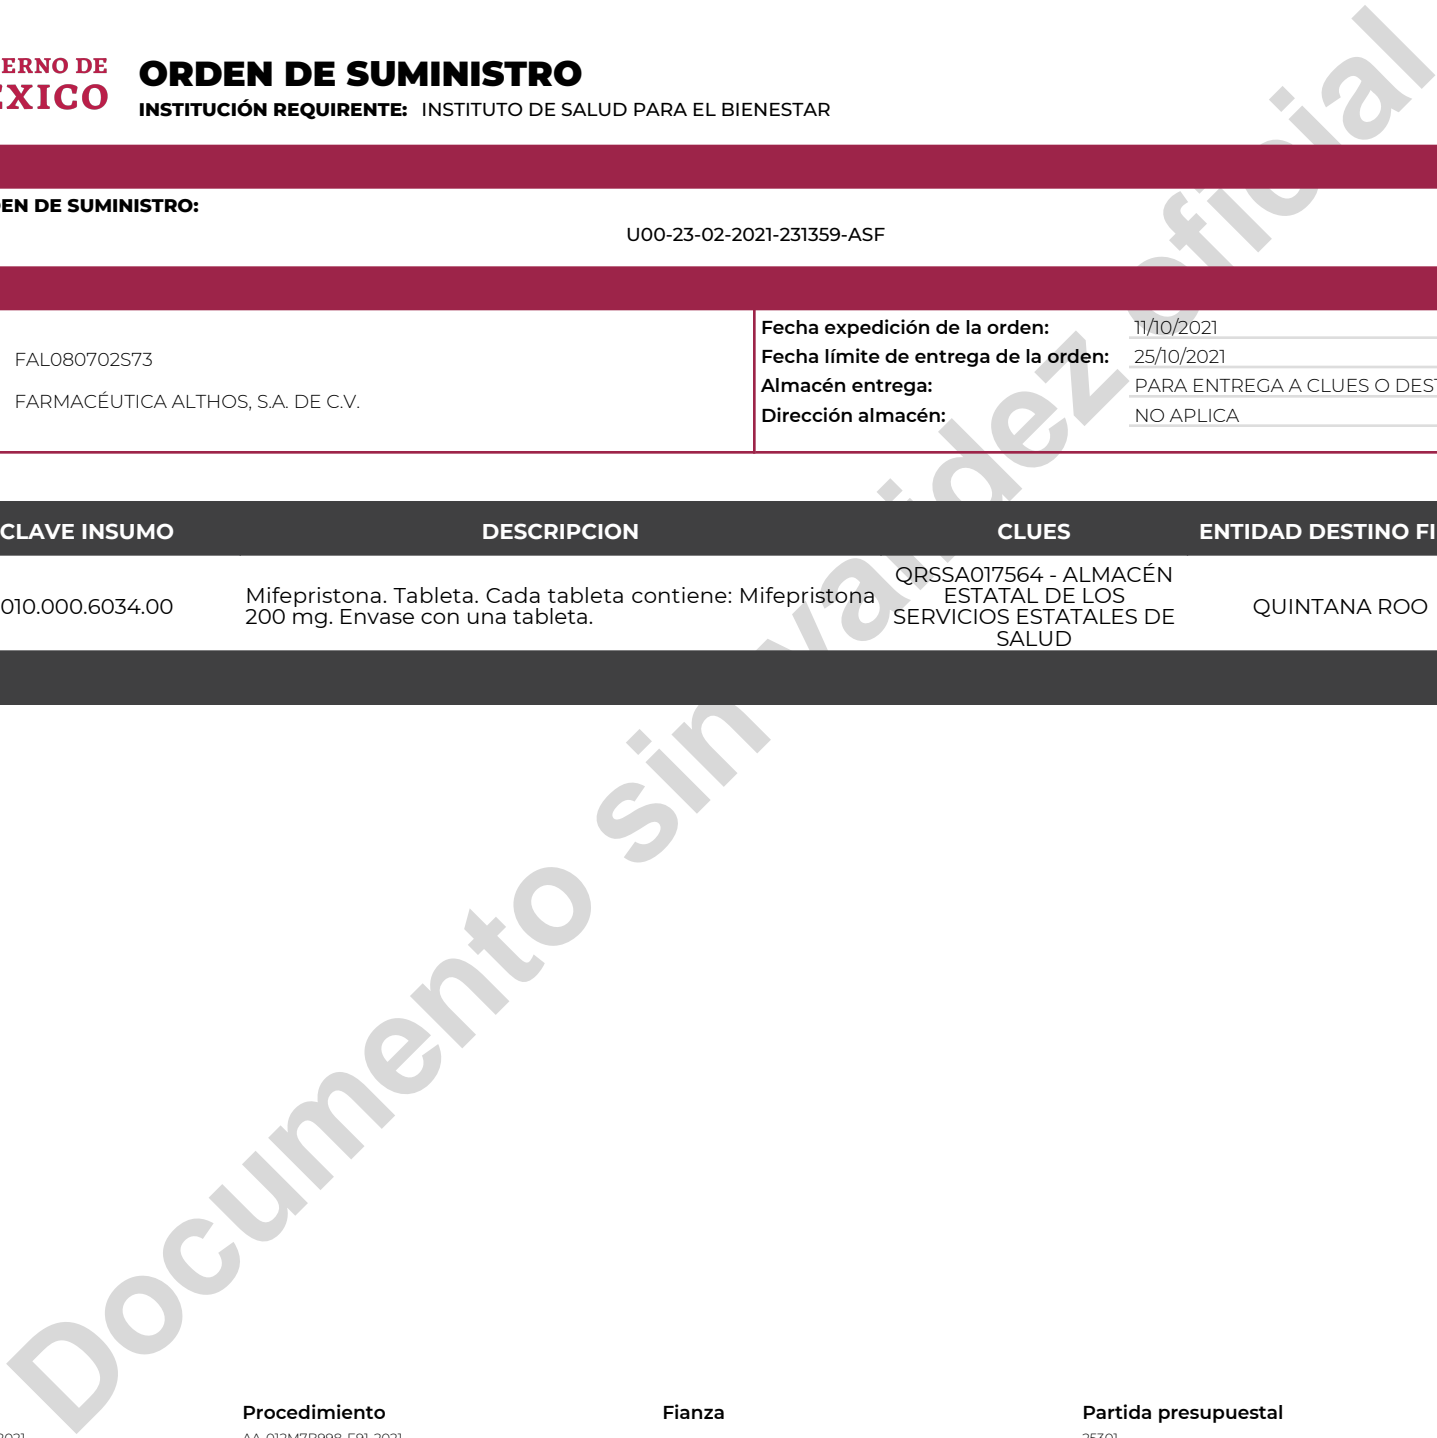 ERNO DE
EXICO
ORDEN DE SUMINISTRO
INSTITUCIÓN REQUIRENTE: INSTITUTO DE SALUD PARA EL BIENESTAR
EN DE SUMINISTRO:
U00-23-02-2021-231359-ASF
FAL080702S73
FARMACÉUTICA ALTHOS, S.A. DE C.V.
Fecha expedición de la orden: 11/10/2021
Fecha límite de entrega de la orden: 25/10/2021
Almacén entrega: PARA ENTREGA A CLUES O DEST
Dirección almacén: NO APLICA
CLAVE INSUMO DESCRIPCION CLUES ENTIDAD DESTINO FI
010.000.6034.00
Mifepristona. Tableta. Cada tableta contiene: Mifepristona
200 mg. Envase con una tableta.
QRSSA017564 - ALMACÉN
ESTATAL DE LOS
SERVICIOS ESTATALES DE
SALUD
QUINTANA ROO
Documento sin validez oficial
Procedimiento Fianza Partida presupuestal